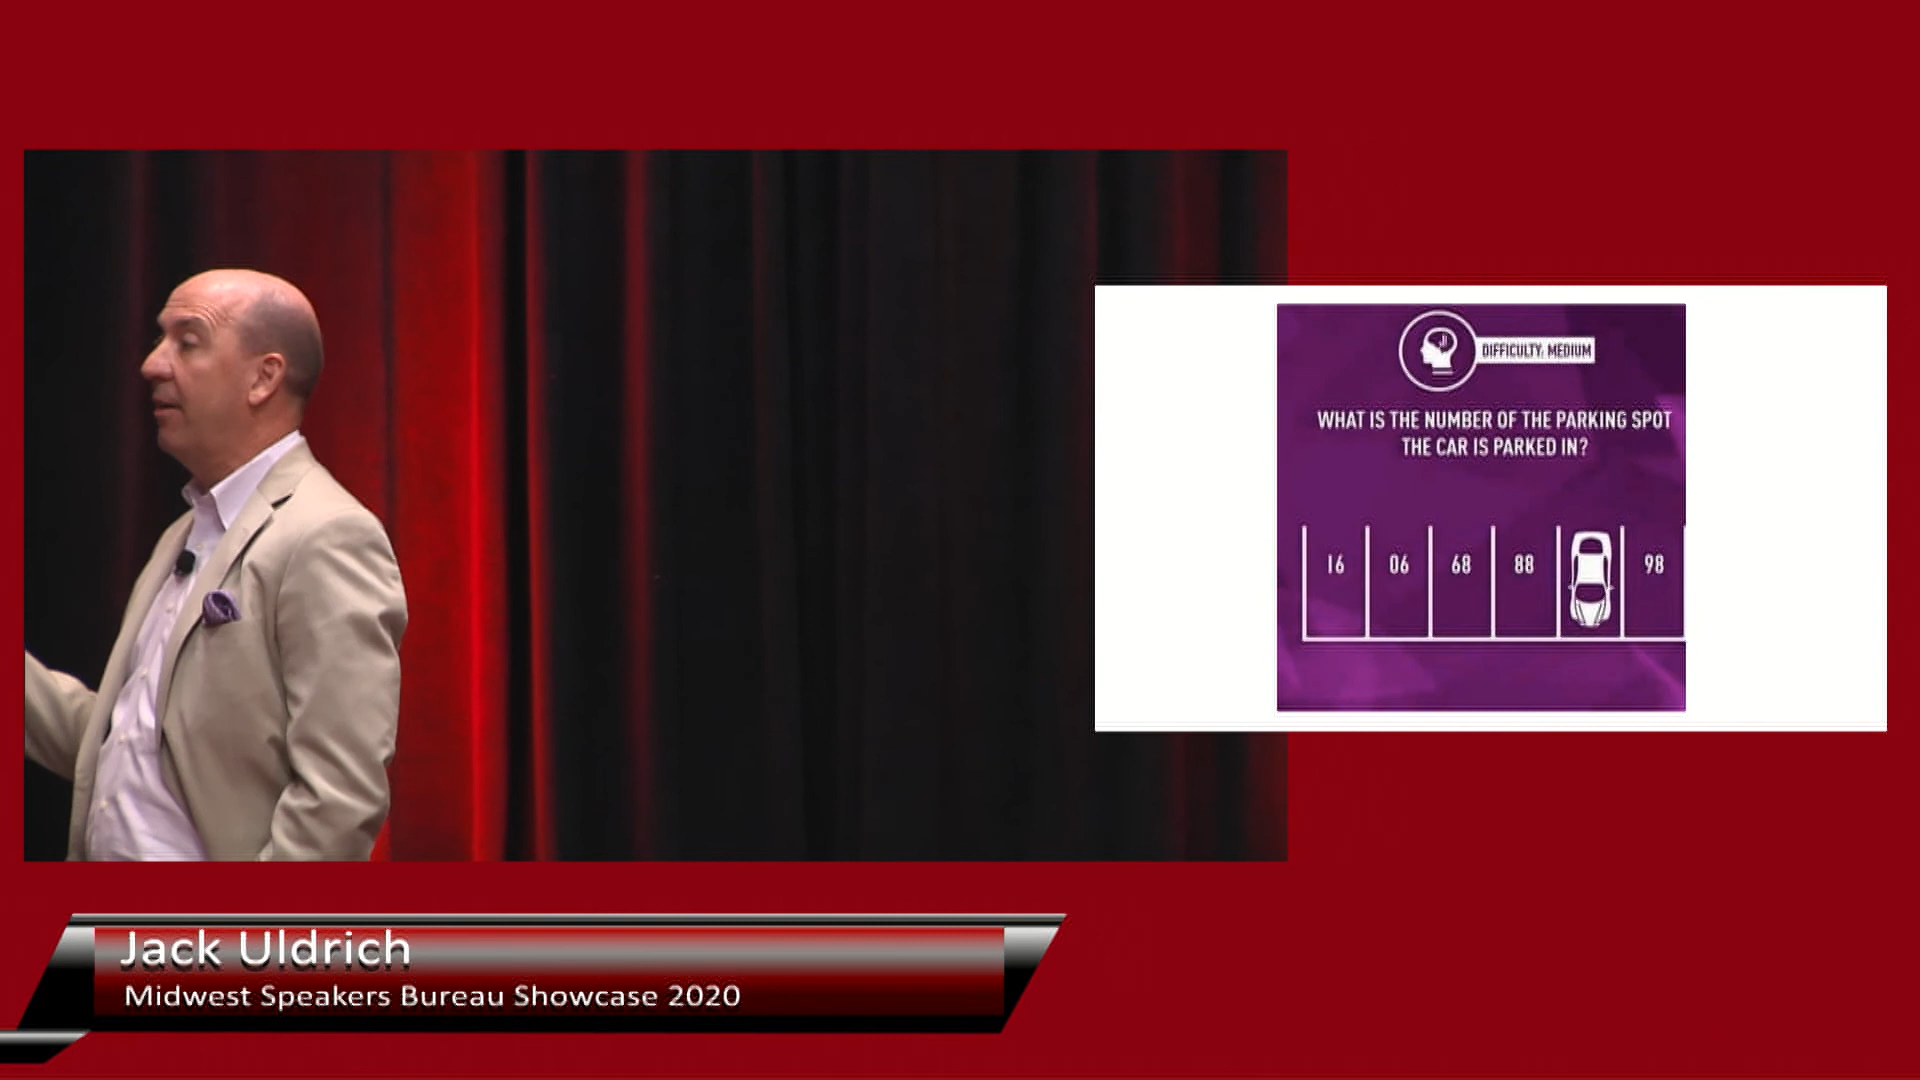 DIFFICULTY: MEDIUM
WHAT IS THE NUMBER OF THE PARKING SPOT
THE CAR IS PARKED IN?
16 06 68 88 98
Jack Uldrich
Midwest Speakers Bureau Showcase 2020